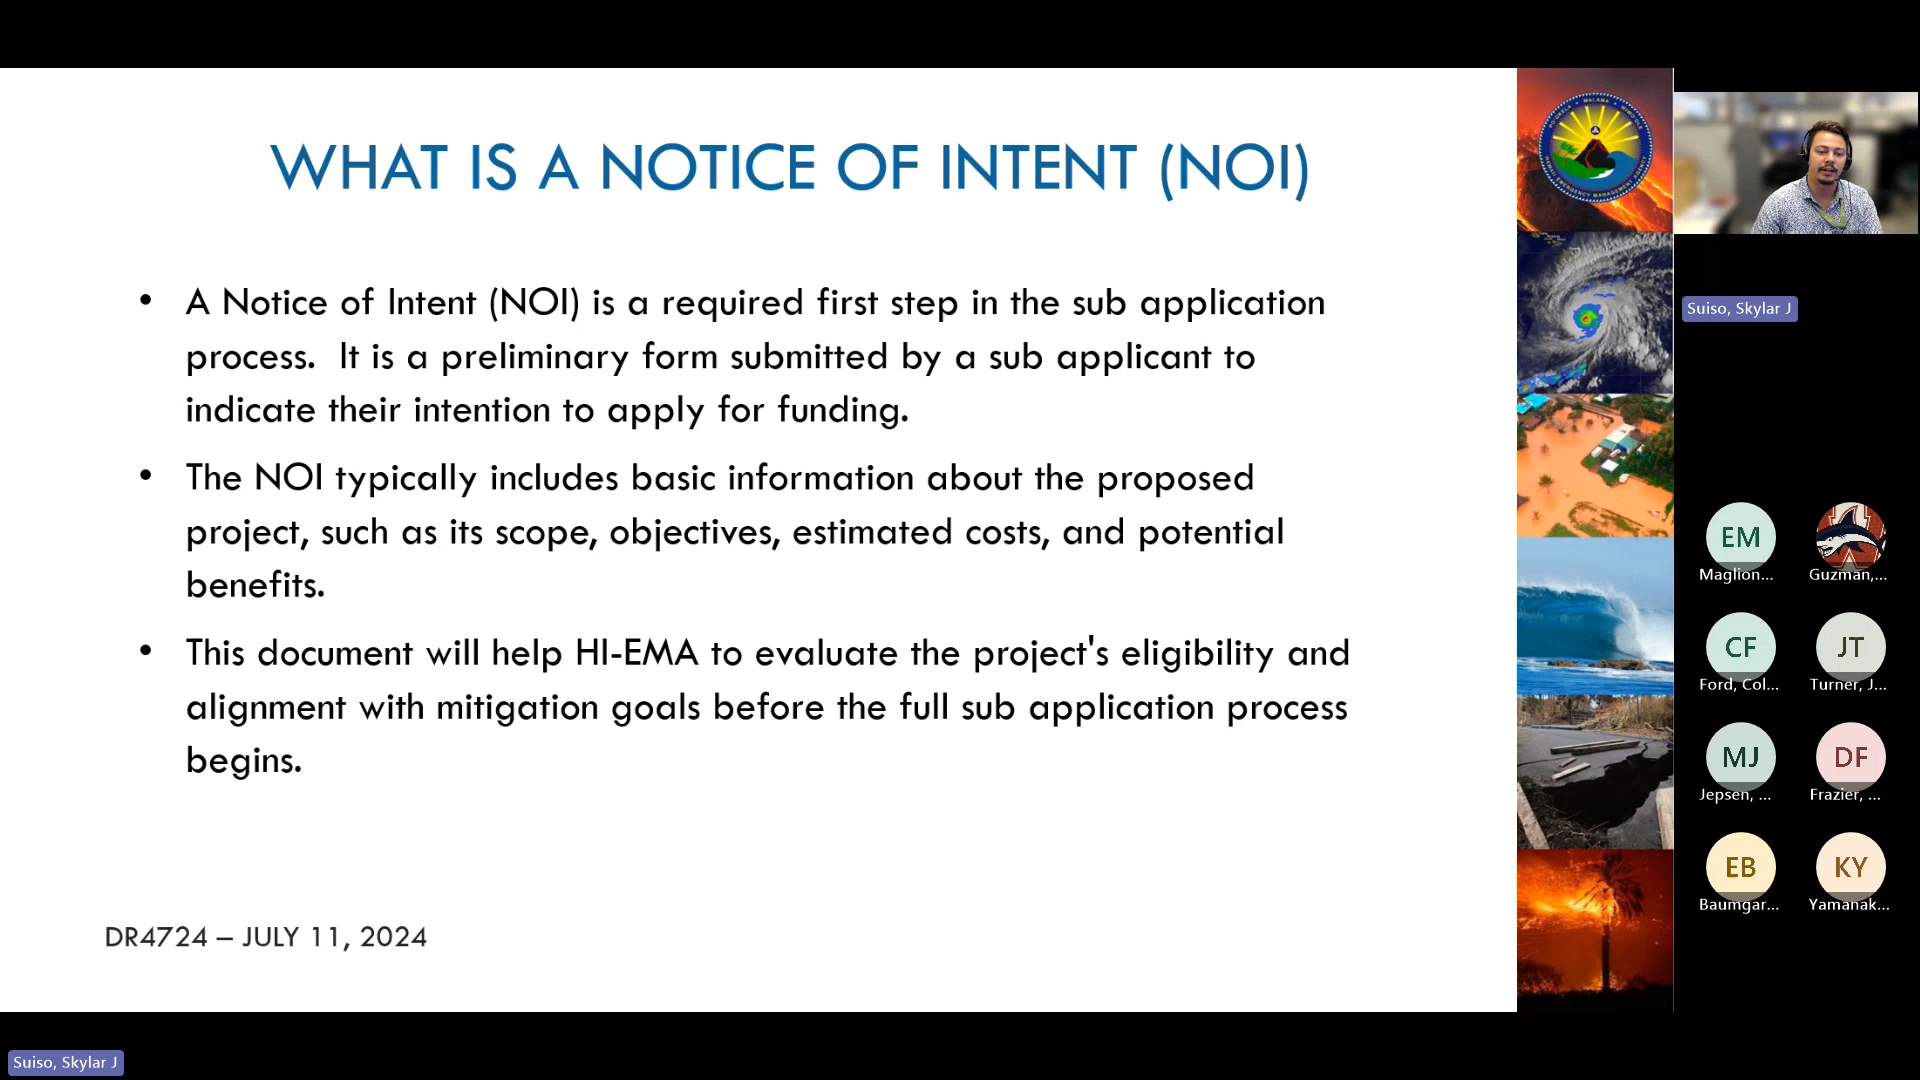 WHAT IS A NOTICE OF INTENT (NOI)
• A Notice of Intent (NOI) is a required first step in the sub application
process.  It is a preliminary form submitted by a sub applicant to
indicate their intention to apply for funding.
• The NOI typically includes basic information about the proposed
project, such as its scope, objectives, estimated costs, and potential
benefits.
• This document will help HI-EMA to evaluate the project's eligibility and
alignment with mitigation goals before the full sub application process
begins.
DR4724 – JULY 11, 2024
HAWAII EMERGENCY MANAGEMENT AGENCY
Suiso, Skylar J
EM
Maglion...
Guzman,...
CF
Ford, Col...
JT
Turner, J...
MJ
Jepsen, ...
DF
Frazier, ...
EB
Baumgar...
KY
Yamanak...
Suiso, Skylar J